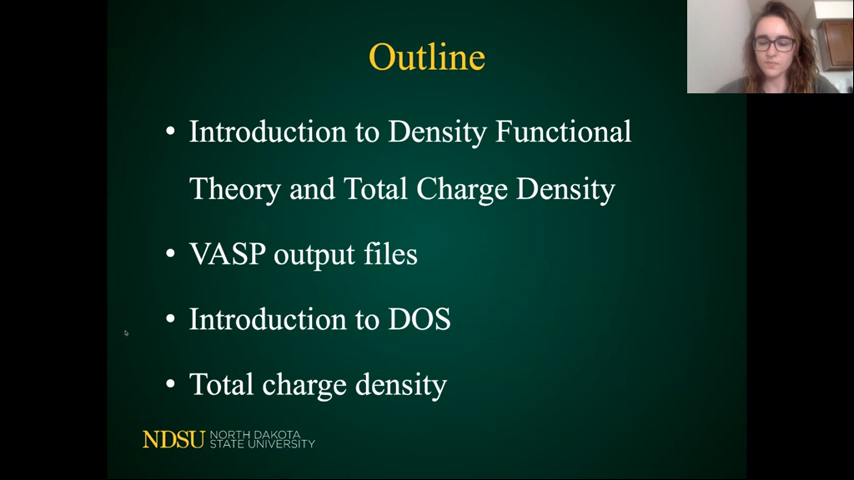 Outline
• Introduction to Density Functional
Theory and Total Charge Density
• VASP output files
• Introduction to DOS
• Total charge density
NDSU NORTH DAKOTA
STATE UNIVERSITY